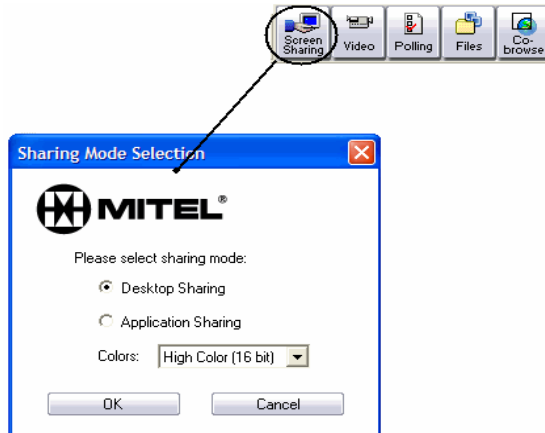 Screen Sharing
Video
Polling
Files
Co-browse
Sharing Mode Selection
MITEL®
Please select sharing mode:
Desktop Sharing
Application Sharing
Colors: High Color (16 bit)
OK Cancel